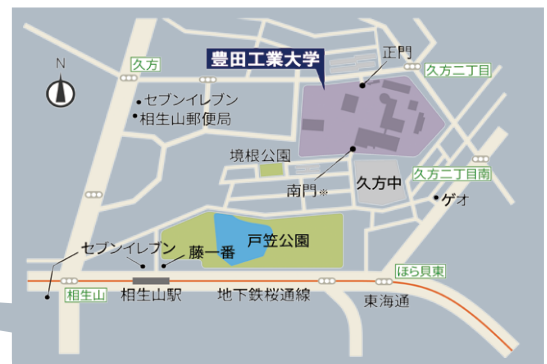 豊田工業大学
正門
久方
久方二丁目
N
セブンイレブン
相生山郵便局
境根公園
南門※
久方中
久方二丁目南
ゲオ
戸笠公園
セブンイレブン
藤一番
ほら貝東
相生山
相生山駅
地下鉄桜通線
東海通